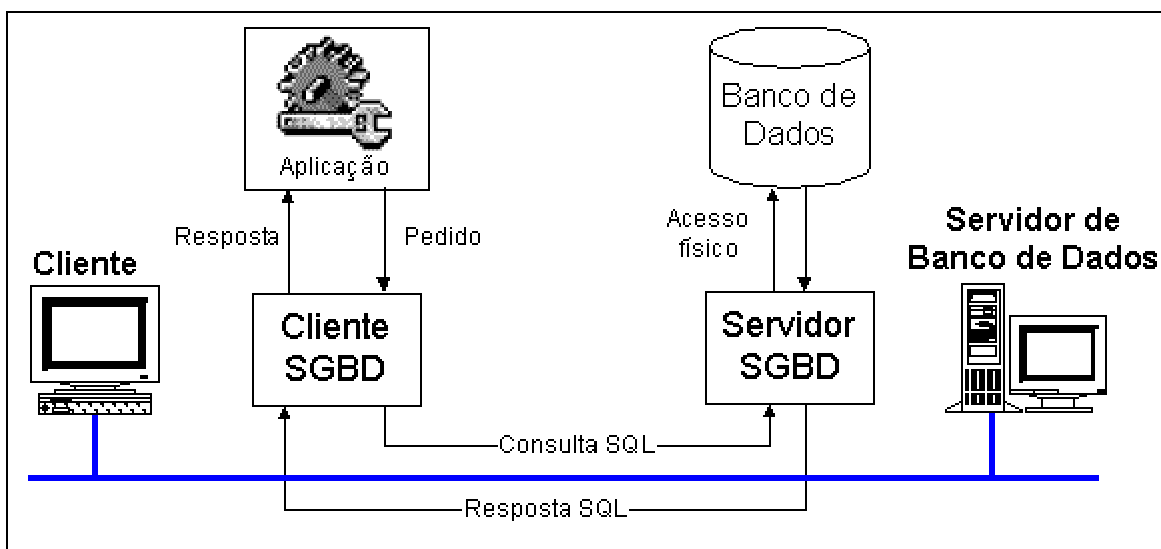 Aplicação
Banco de
Dados
Resposta
Pedido
Acesso
físico
Servidor de
Banco de Dados
Cliente
Cliente
SGBD
Servidor
SGBD
Consulta SQL
Resposta SQL